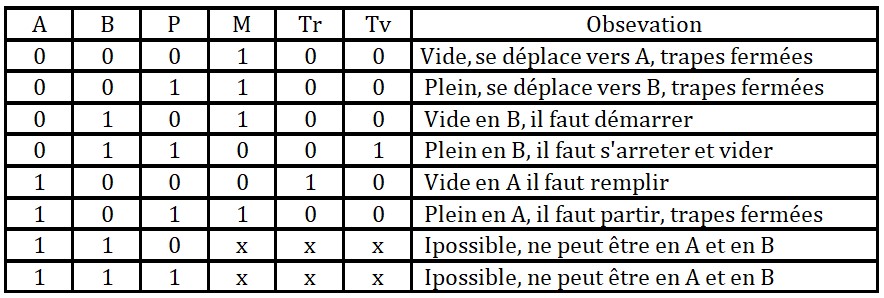 A B P M Tr Tv Obsevation
0 0 0 1 0 0 Vide, se déplace vers A, trapes fermées
0 0 1 1 0 0 Plein, se déplace vers B, trapes fermées
0 1 0 1 0 0 Vide en B, il faut démarrer
0 1 1 0 0 1 Plein en B, il faut s'arreter et vider
1 0 0 0 1 0 Vide en A il faut remplir
1 0 1 1 0 0 Plein en A, il faut partir, trapes fermées
1 1 0 x x x Ipossible, ne peut être en A et en B
1 1 1 x x x Ipossible, ne peut être en A et en B